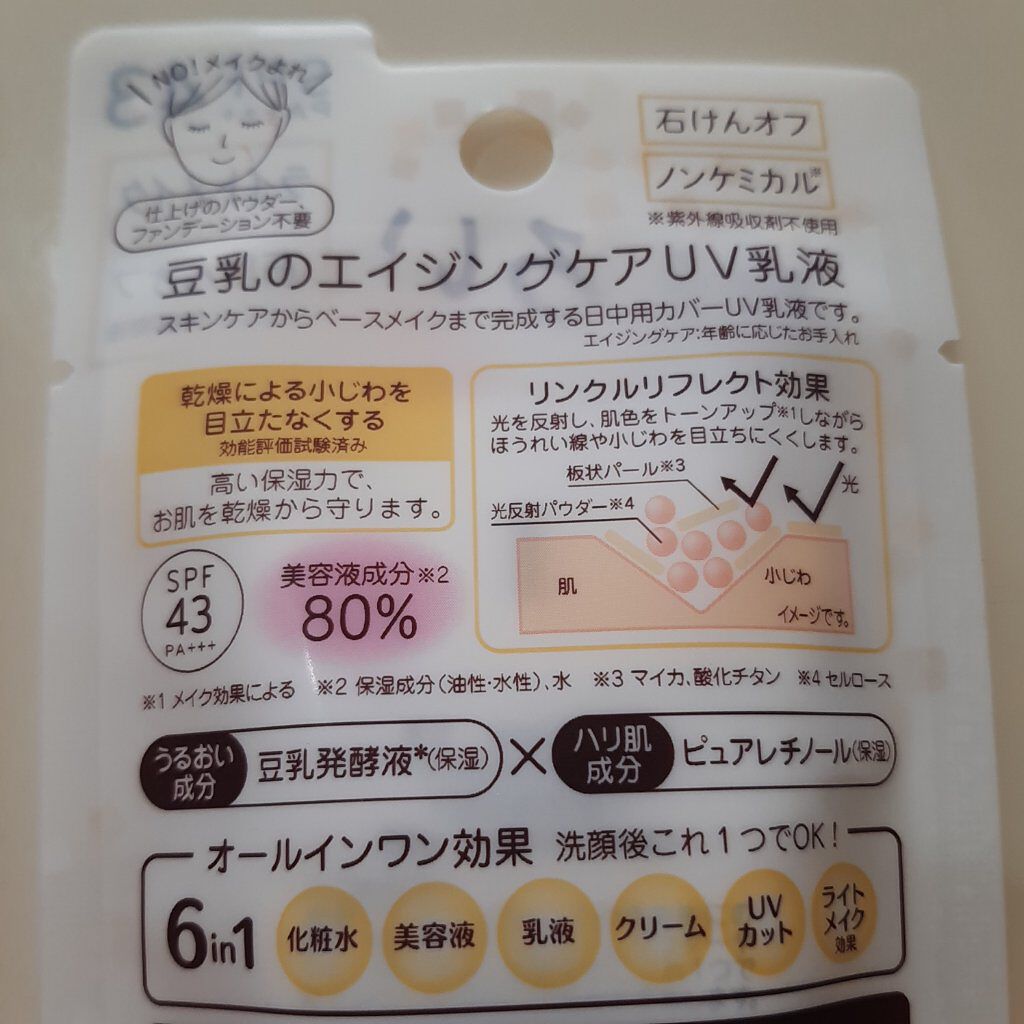 NO!メイクよれ
仕上げのパウダー、
ファンデーション不要
石けんオフ
ノンケミカル※
※紫外線吸収剤不使用
豆乳のエイジングケアUV乳液
スキンケアからベースメイクまで完成する日中用カバーUV乳液です。
エイジングケア:年齢に応じたお手入れ
乾燥による小じわを
目立たなくする
効能評価試験済み
高い保湿力で、
お肌を乾燥から守ります。
SPF
43
PA+++
美容液成分※2
80%
リンクルリフレクト効果
光を反射し、肌色をトーンアップ※1しながら
ほうれい線や小じわを目立ちにくくします。
板状パール※3
光
光反射パウダー※4
肌
小じわ
イメージです。
※1 メイク効果による ※2 保湿成分(油性・水性)、水 ※3 マイカ、酸化チタン ※4 セルロース
うるおい
成分
豆乳発酵液*(保湿)
×
ハリ肌
成分
ピュアレチノール(保湿)
オールインワン効果 洗顔後これ1つでOK!
6in1
化粧水
美容液
乳液
クリーム
UV
カット
ライト
メイク
効果